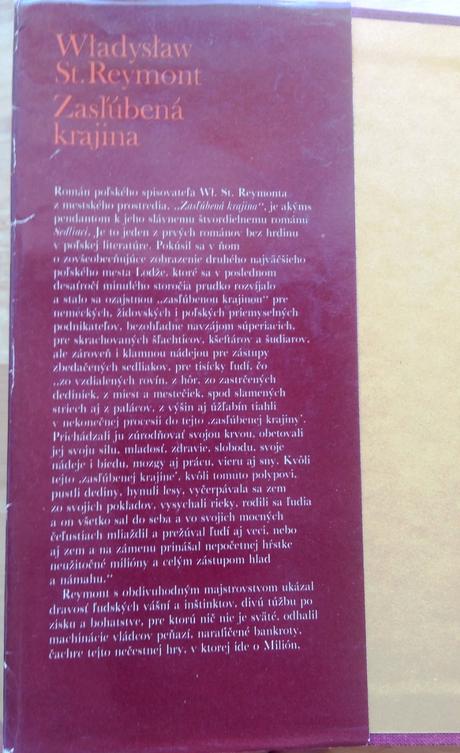 Władysław
St. Reymont
Zasľúbená
krajina
Román poľského spisovateľa Wł. St. Reymonta
z mestského prostredia, „Zasľúbená krajina“, je akýms
pendantom k jeho slávnemu štvordielnemu románu
Sedliaci. Je to jeden z prvých románov bez hrdinu
v poľskej literatúre. Pokúsil sa v ňom
o zovšeobecňujúce zobrazenie druhého najväčšieho
poľského mesta Lodže, ktoré sa v poslednom
desaťročí minulého storočia prudko rozvíjalo
a stalo sa ozajstnou „zasľúbenou krajinou“ pre
nemeckých, židovských i poľských priemyselných
podnikateľov, bezohľadne navzájom súperiacich,
pre skrachovaných šľachticov, kšeftárov a šudiarov,
ale zároveň i klamnou nádejou pre zástupy
zbedačených sedliakov, pre tisícky ľudí, čo
„zo vzdialených rovín, z hôr, zo zastrčených
dediniek, z miest a mestečiek, spod slamených
striech aj z palácov, z výšin aj úžľabín tiahli
v nekonečnej procesii do tejto ‚zasľúbenej krajiny‘.
Prichádzali ju zúrodňovať svojou krvou, obetovali
jej svoju silu, mladosť, zdravie, slobodu, svoje
nádeje i biedu, mozgy aj prácu, vieru aj sny. Kvôli
tejto ‚zasľúbenej krajine‘, kvôli tomuto polypovi,
pustli dediny, hynuli lesy, vyčerpávala sa zem
zo svojich pokladov, vysychali rieky, rodili sa ľudia
a on všetko sal do seba a vo svojich mocných
čeľustiach mliaždil a prežúval ľudí aj veci, nebo
aj zem a na zámenu prinášal nepočetnej hŕstke
neužitočné milióny a celým zástupom hlad
a námahu.“
Reymont s obdivuhodným majstrovstvom ukázal
dravosť ľudských vášní a inštinktov, divú túžbu po
zisku a bohatstve, pre ktorú nič nie je sväté, odhalil
machinácie vládcov peňazí, narafičené bankroty,
čachre tejto nečestnej hry, v ktorej ide o Milión,